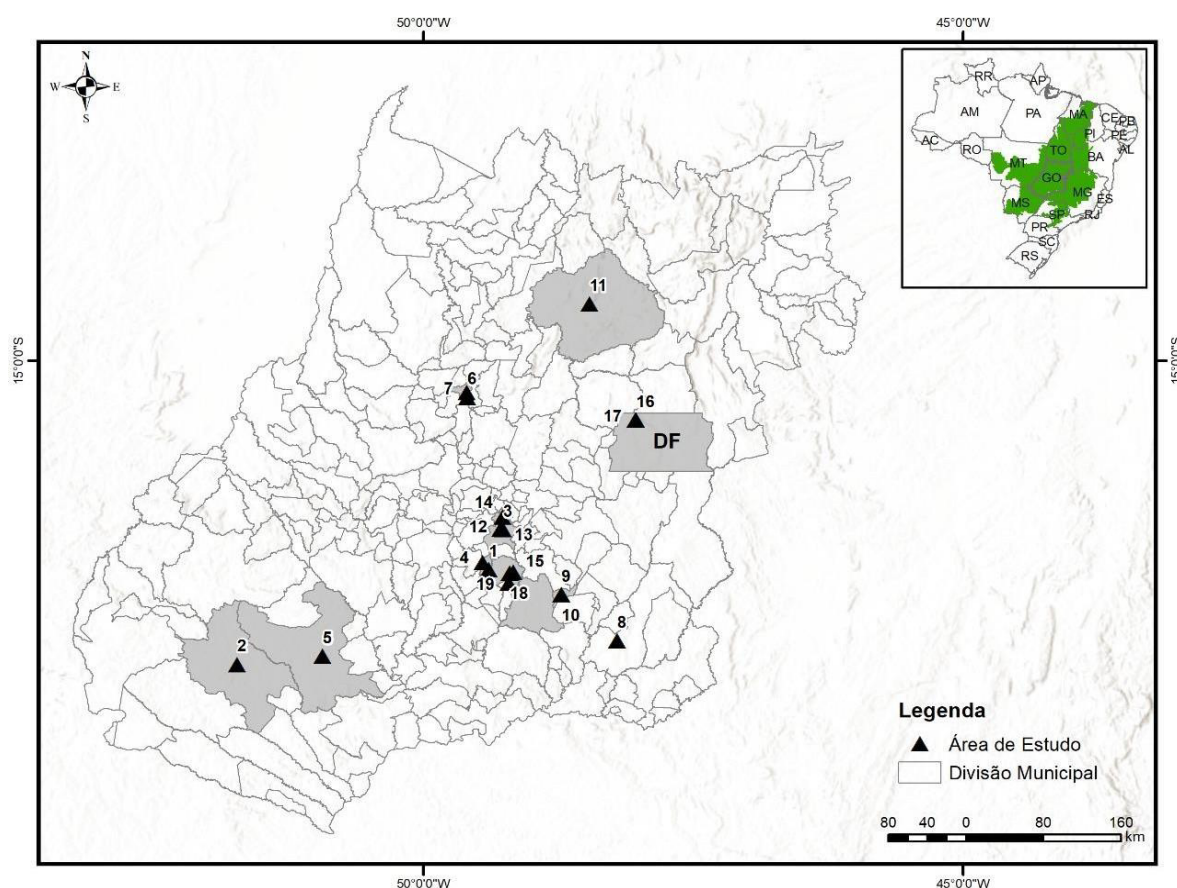 50°0'0"W 45°0'0"W
N
W E
S
RR AP
AM PA MA CE
PI PB
PE
AC RO TO AL
MT BA
GO
MG
MS ES
SP RJ
PR
SC
RS
11
15°0'0"S 15°0'0"S
6
7
16
17
DF
14
3
12 13
1
4 15
9
19 18
10
8
2 5
Legenda
Área de Estudo
Divisão Municipal
80 40 0 80 160
km
50°0'0"W 45°0'0"W